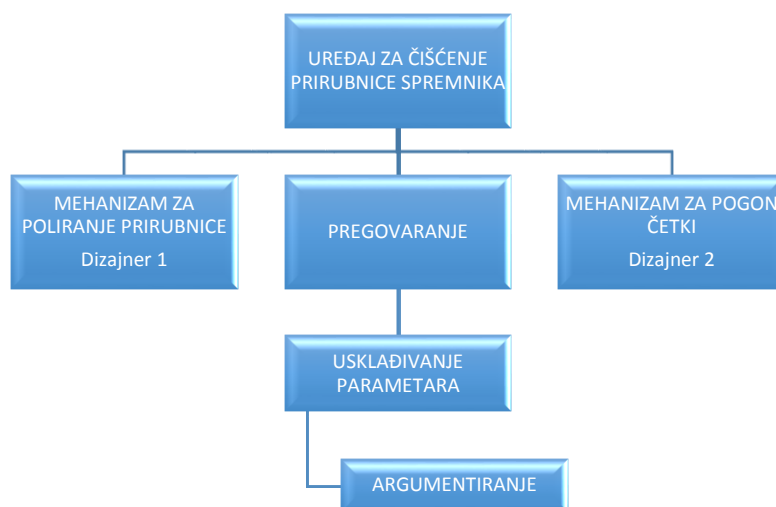 UREĐAJ ZA ČIŠĆENJE
PRIRUBNICE SPREMNIKA
MEHANIZAM ZA
POLIRANJE PRIRUBNICE
Dizajner 1
PREGOVARANJE
MEHANIZAM ZA POGON
ČETKI
Dizajner 2
USKLAĐIVANJE
PARAMETARA
ARGUMENTIRANJE